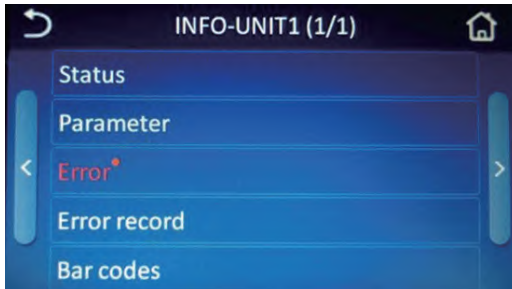 INFO-UNIT1 (1/1)
Status
Parameter
Error
Error record
Bar codes